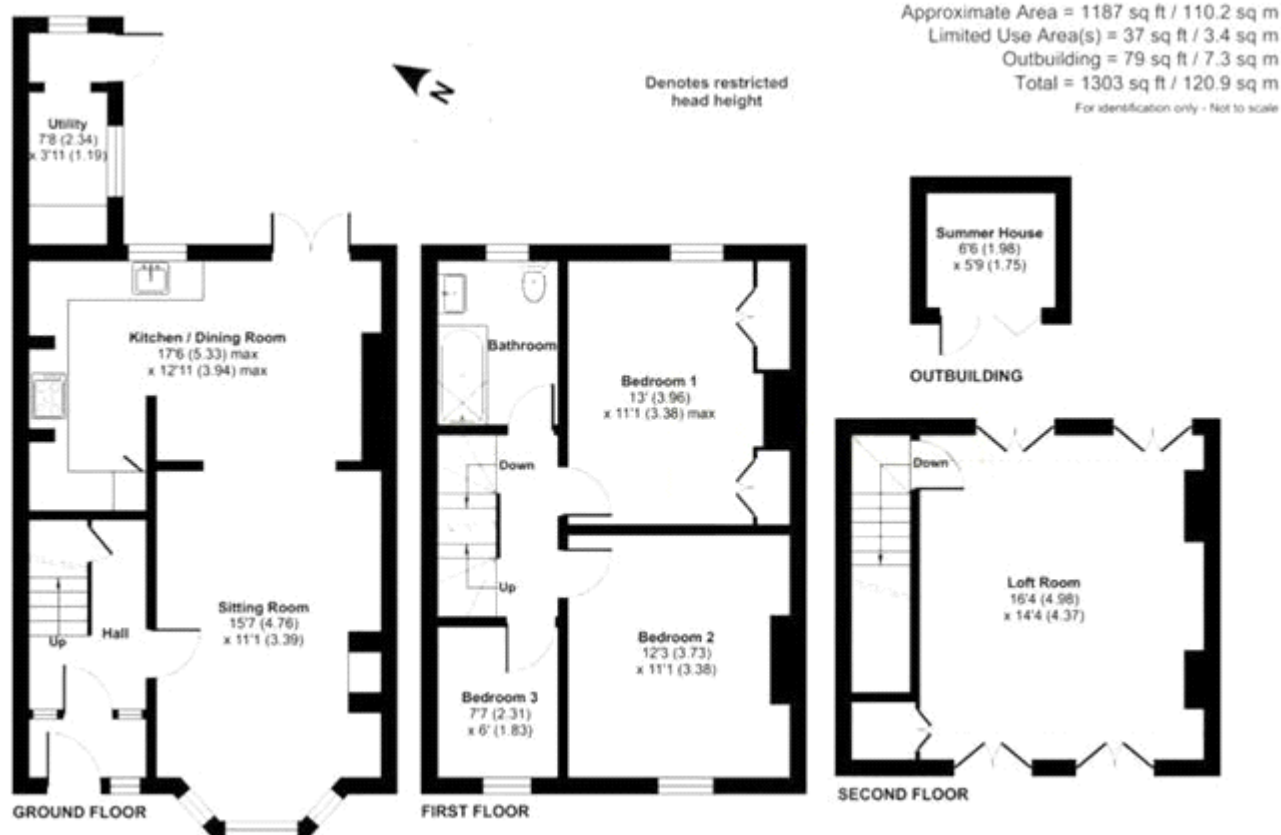 Approximate Area = 1187 sq ft / 110.2 sq m
Limited Use Area(s) = 37 sq ft / 3.4 sq m
Outbuilding = 79 sq ft / 7.3 sq m
Total = 1303 sq ft / 120.9 sq m
For identification only - Not to scale
N
Denotes restricted
head height
Utility
7'8 (2.34)
x 3'11 (1.19)
Kitchen / Dining Room
17'6 (5.33) max
x 12'11 (3.94) max
Sitting Room
15'7 (4.76)
x 11'1 (3.39)
Hall
Up
GROUND FLOOR
Bathroom
Bedroom 1
13' (3.96)
x 11'1 (3.38) max
Down
Up
Bedroom 2
12'3 (3.73)
x 11'1 (3.38)
Bedroom 3
7'7 (2.31)
x 6' (1.83)
FIRST FLOOR
Summer House
6'6 (1.98)
x 5'9 (1.75)
OUTBUILDING
Down
Loft Room
16'4 (4.98)
x 14'4 (4.37)
SECOND FLOOR